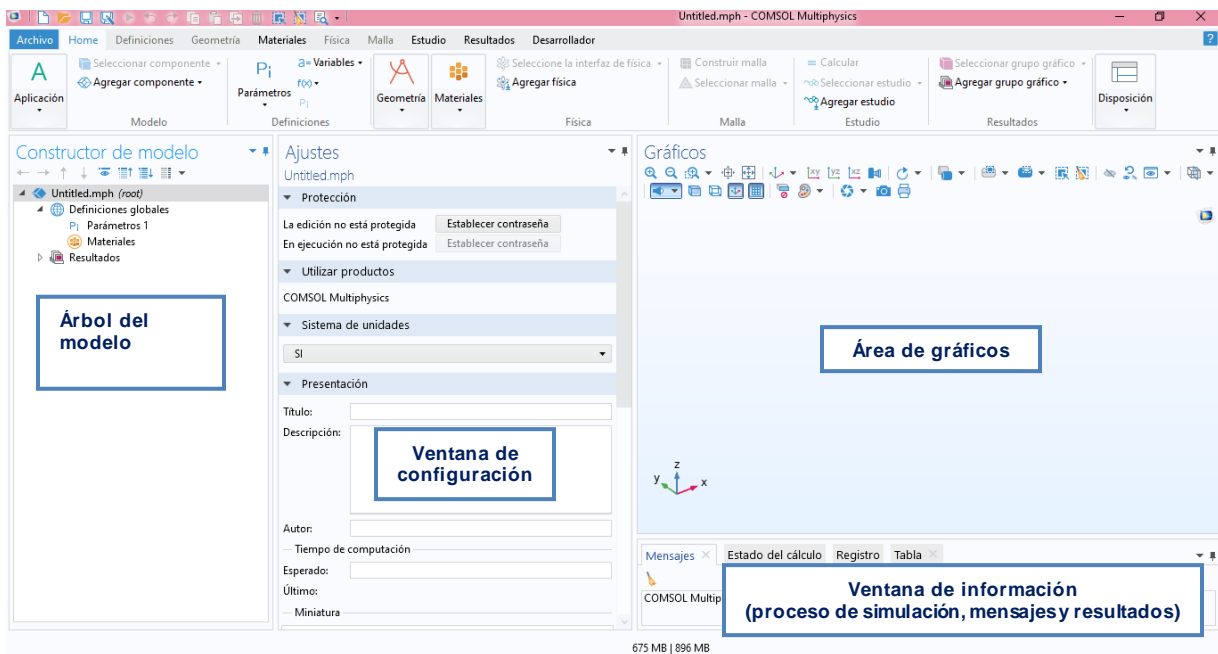 Untitled.mph - COMSOL Multiphysics
Archivo Home Definiciones Geometría Materiales Física Malla Estudio Resultados Desarrollador
?
A
Aplicación
Seleccionar componente
Agregar componente
Modelo
Pi
Parámetros
a= Variables
f(x)
Pi
Definiciones
Geometría
Materiales
Seleccione la interfaz de física
Agregar física
Física
Construir malla
Seleccionar malla
Malla
= Calcular
Seleccionar estudio
Agregar estudio
Estudio
Seleccionar grupo gráfico
Agregar grupo gráfico
Resultados
Disposición
Constructor de modelo
Untitled.mph (root)
Definiciones globales
Pi Parámetros 1
Materiales
Resultados
Árbol del
modelo
Ajustes
Untitled.mph
Protección
La edición no está protegida Establecer contraseña
En ejecución no está protegida Establecer contraseña
Utilizar productos
COMSOL Multiphysics
Sistema de unidades
SI
Presentación
Título:
Descripción:
Ventana de
configuración
Autor:
Tiempo de computación
Esperado:
Último:
Miniatura
Gráficos
xy yz xz
Área de gráficos
z
y
x
Mensajes Estado del cálculo Registro Tabla
COMSOL Multip
Ventana de información
(proceso de simulación, mensajes y resultados)
675 MB | 896 MB